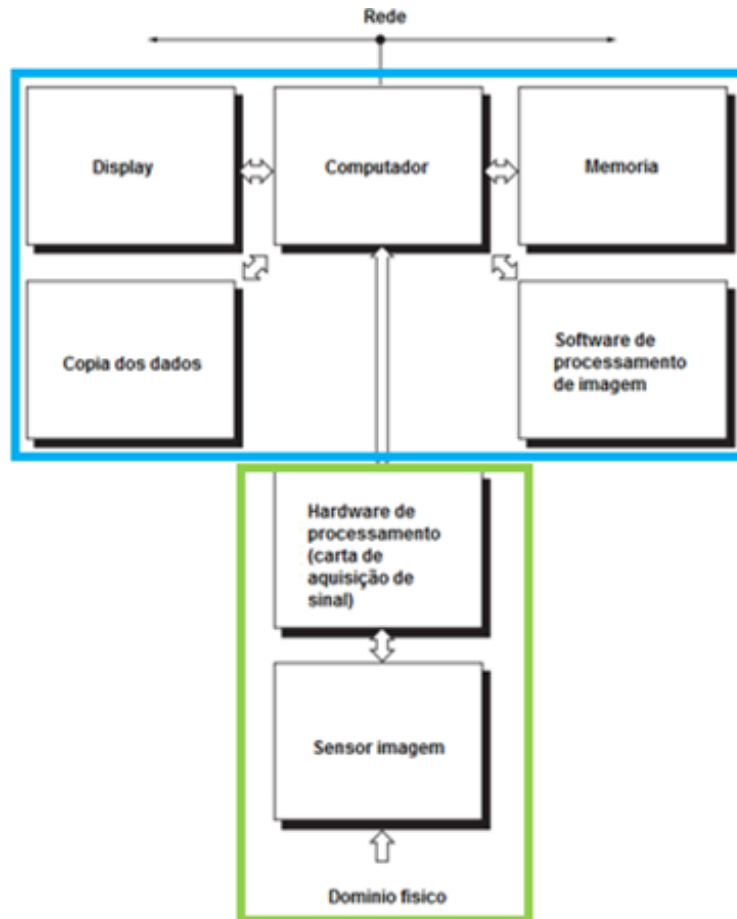 Rede
Display
Computador
Memoria
Copia dos dados
Software de
processamento
de imagem
Hardware de
processamento
(carta de
aquisição de
sinal)
Sensor imagem
Dominio fisico